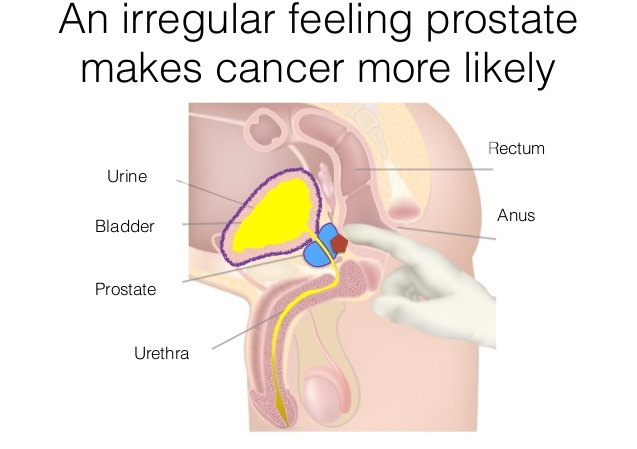 An irregular feeling prostate
makes cancer more likely
Rectum
Urine
Anus
Bladder
Prostate
Urethra